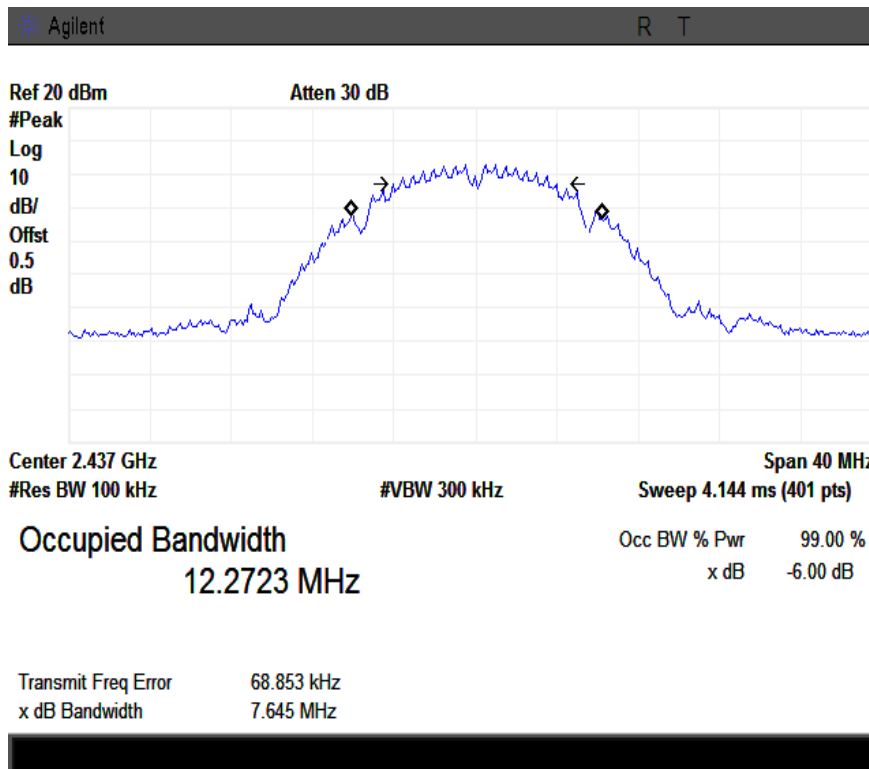 Agilent R T
Ref 20 dBm Atten 30 dB
#Peak
Log
10
dB/
Offst
0.5
dB
Center 2.437 GHz Span 40 MHz
#Res BW 100 kHz #VBW 300 kHz Sweep 4.144 ms (401 pts)
Occupied Bandwidth Occ BW % Pwr 99.00 %
12.2723 MHz x dB -6.00 dB
Transmit Freq Error 68.853 kHz
x dB Bandwidth 7.645 MHz